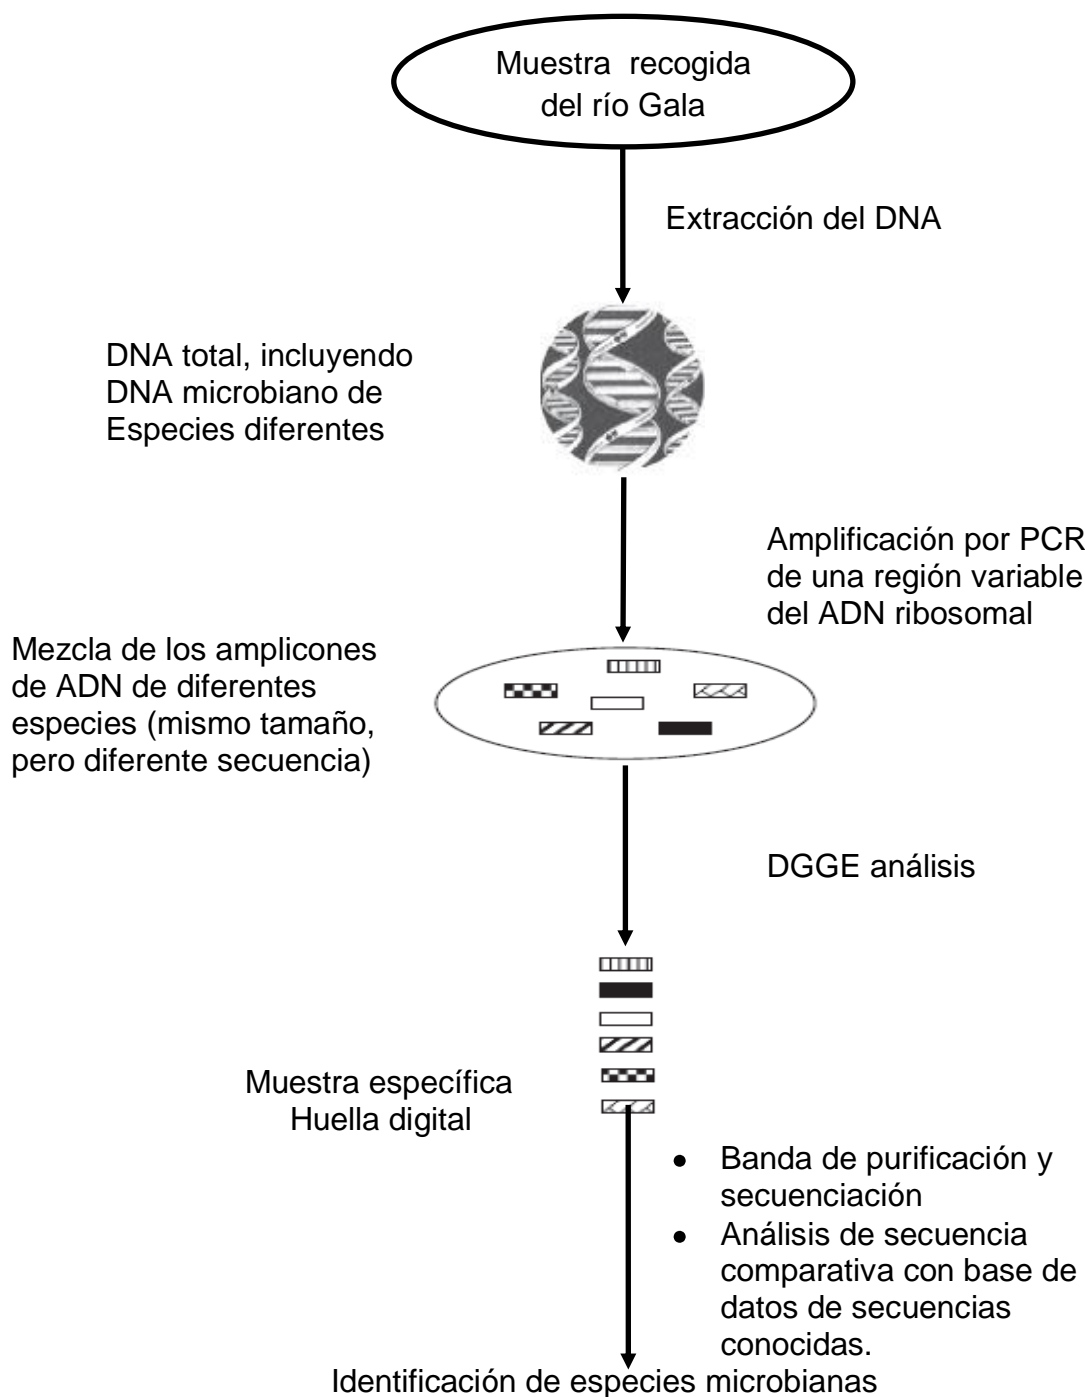 Muestra recogida
del río Gala
Extracción del DNA
DNA total, incluyendo
DNA microbiano de
Especies diferentes
Amplificación por PCR
de una región variable
del ADN ribosomal
Mezcla de los amplicones
de ADN de diferentes
especies (mismo tamaño,
pero diferente secuencia)
DGGE análisis
Muestra específica
Huella digital
● Banda de purificación y
secuenciación
● Análisis de secuencia
comparativa con base de
datos de secuencias
conocidas.
Identificación de especies microbianas